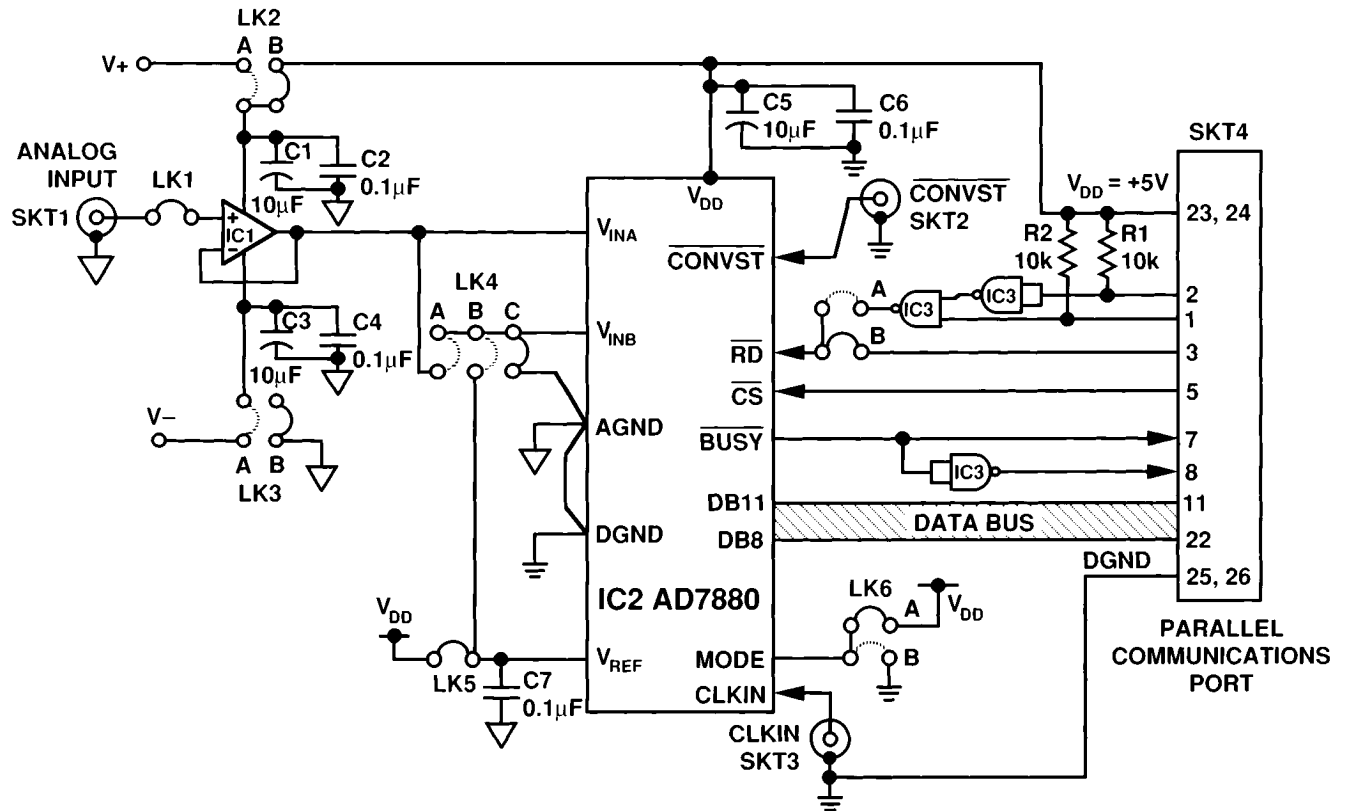 LK2
A B
V+
ANALOG
INPUT
SKT1
LK1
C1
10µF
C2
0.1µF
+
IC1
−
C3
10µF
C4
0.1µF
V−
A B
LK3
C5
10µF
C6
0.1µF
VDD
VINA
LK4
A B C
VINB
AGND
DGND
VDD
LK5
C7
0.1µF
VREF
IC2 AD7880
CONVST
CONVST
SKT2
RD
CS
BUSY
DB11
DB8
DATA BUS
MODE
CLKIN
CLKIN
SKT3
LK6
A
B
VDD
A
B
IC3
IC3
IC3
R2
10k
R1
10k
VDD = +5V
SKT4
23, 24
2
1
3
5
7
8
11
22
25, 26
DGND
PARALLEL
COMMUNICATIONS
PORT